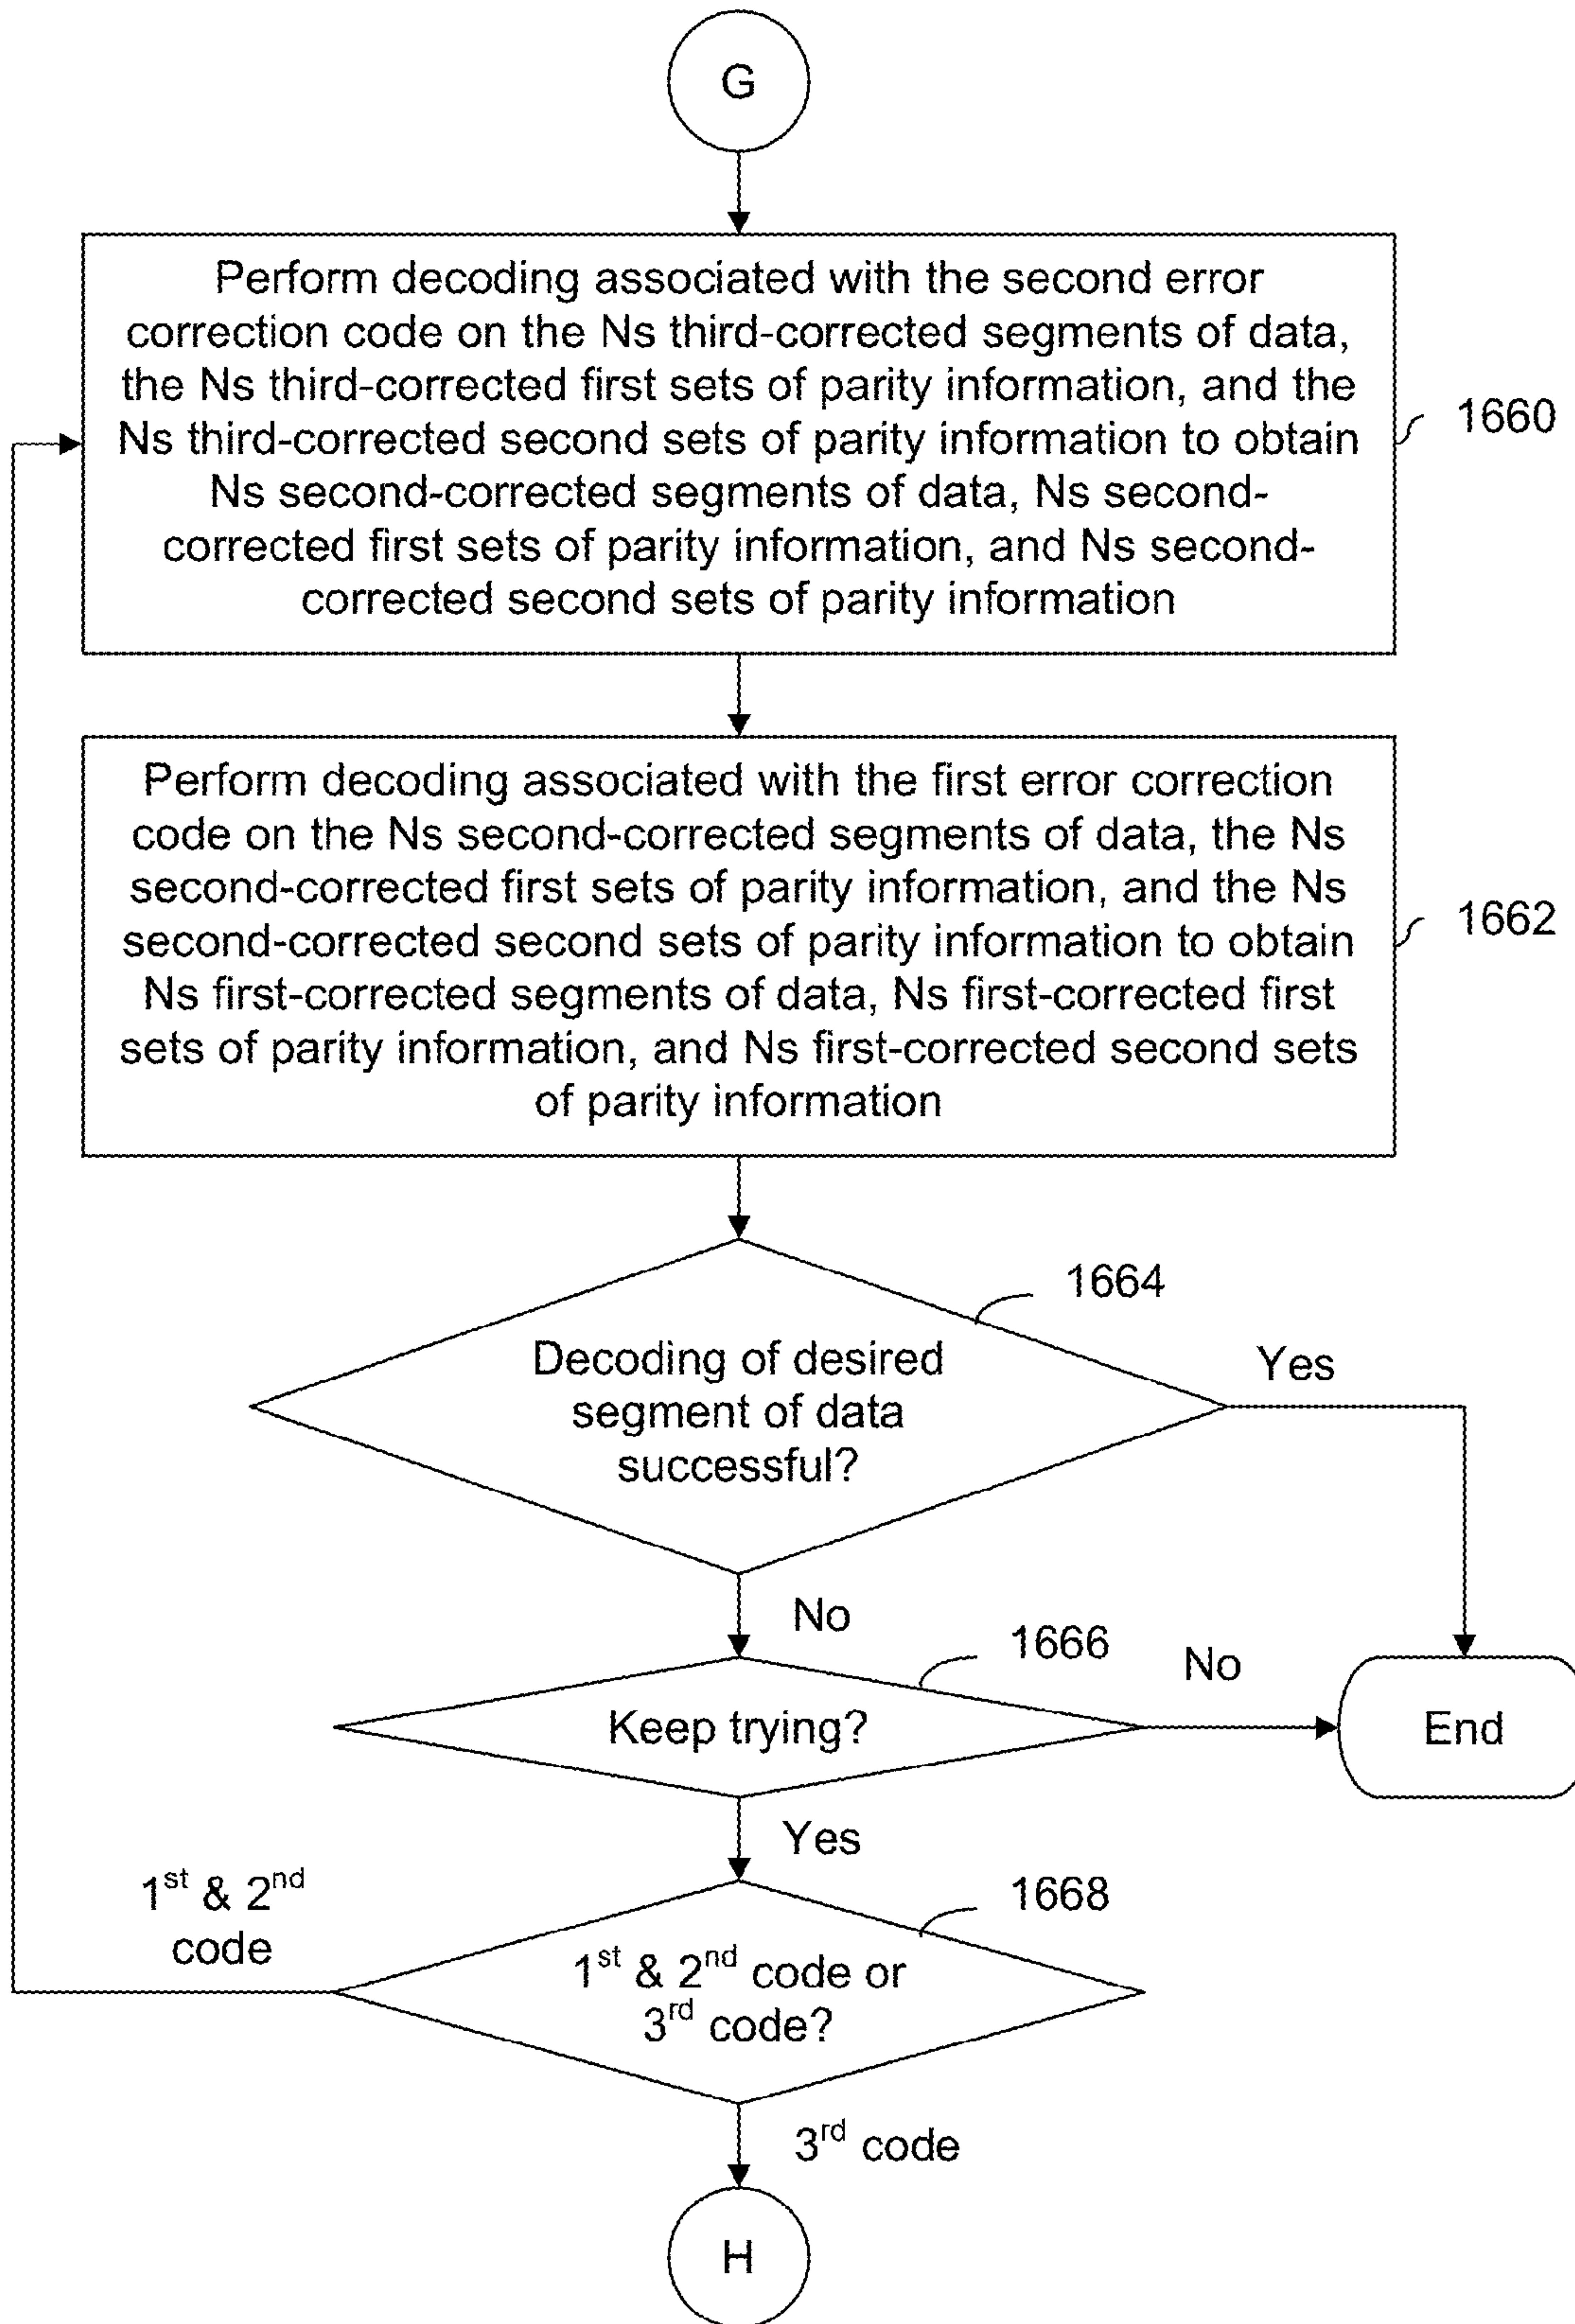 G
Perform decoding associated with the second error
correction code on the Ns third-corrected segments of data,
the Ns third-corrected first sets of parity information, and the
Ns third-corrected second sets of parity information to obtain
Ns second-corrected segments of data, Ns second-
corrected first sets of parity information, and Ns second-
corrected second sets of parity information
1660
Perform decoding associated with the first error correction
code on the Ns second-corrected segments of data, the Ns
second-corrected first sets of parity information, and the Ns
second-corrected second sets of parity information to obtain
Ns first-corrected segments of data, Ns first-corrected first
sets of parity information, and Ns first-corrected second sets
of parity information
1662
1664
Decoding of desired
segment of data
successful?
Yes
No
1666
Keep trying?
No
End
Yes
1st & 2nd
code
1668
1st & 2nd code or
3rd code?
3rd code
H